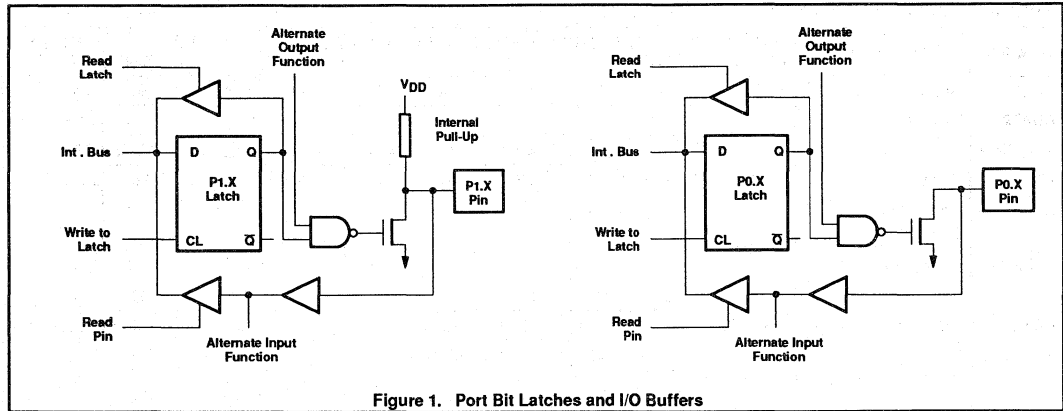 Alternate
Output
Function
Read
Latch
VDD
Internal
Pull-Up
Int . Bus
D
Q
P1.X
Latch
P1.X
Pin
Write to
Latch
CL
Q̅
Read
Pin
Alternate Input
Function
Alternate
Output
Function
Read
Latch
Int . Bus
D
Q
P0.X
Latch
P0.X
Pin
Write to
Latch
CL
Q̅
Read
Pin
Alternate Input
Function
Figure 1. Port Bit Latches and I/O Buffers